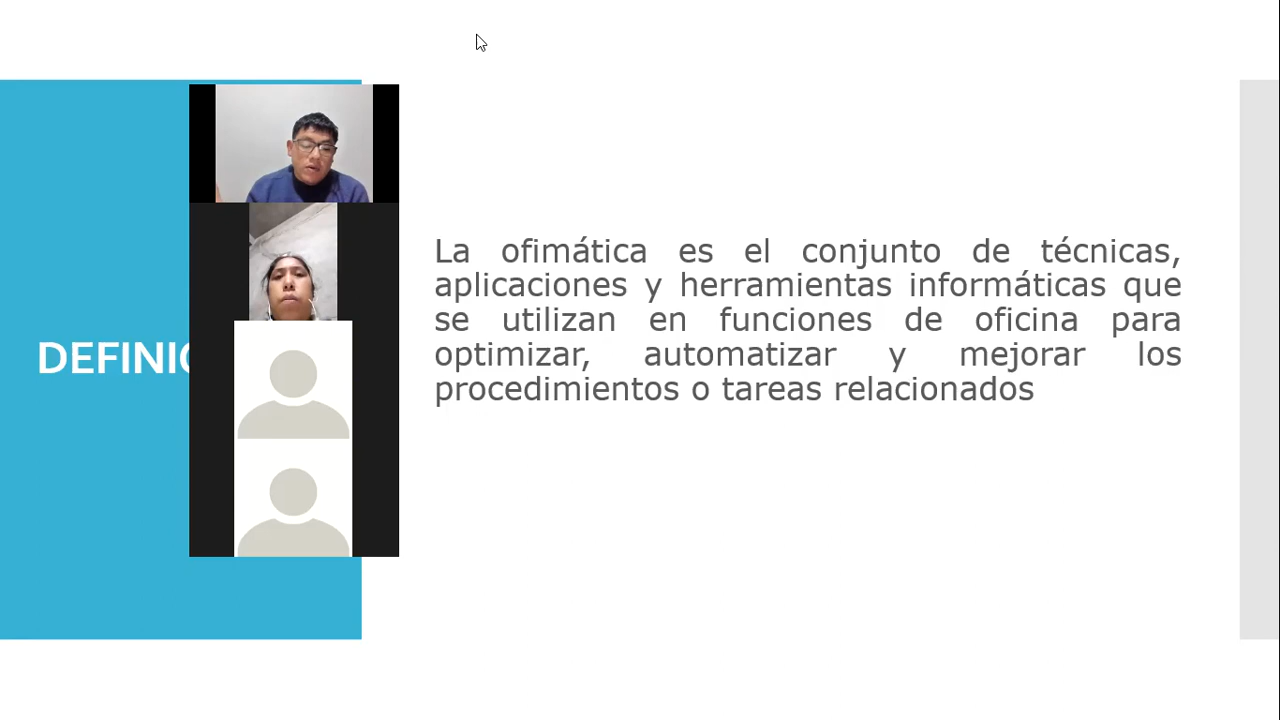 DEFINIC
La ofimática es el conjunto de técnicas,
aplicaciones y herramientas informáticas que
se utilizan en funciones de oficina para
optimizar, automatizar y mejorar los
procedimientos o tareas relacionados